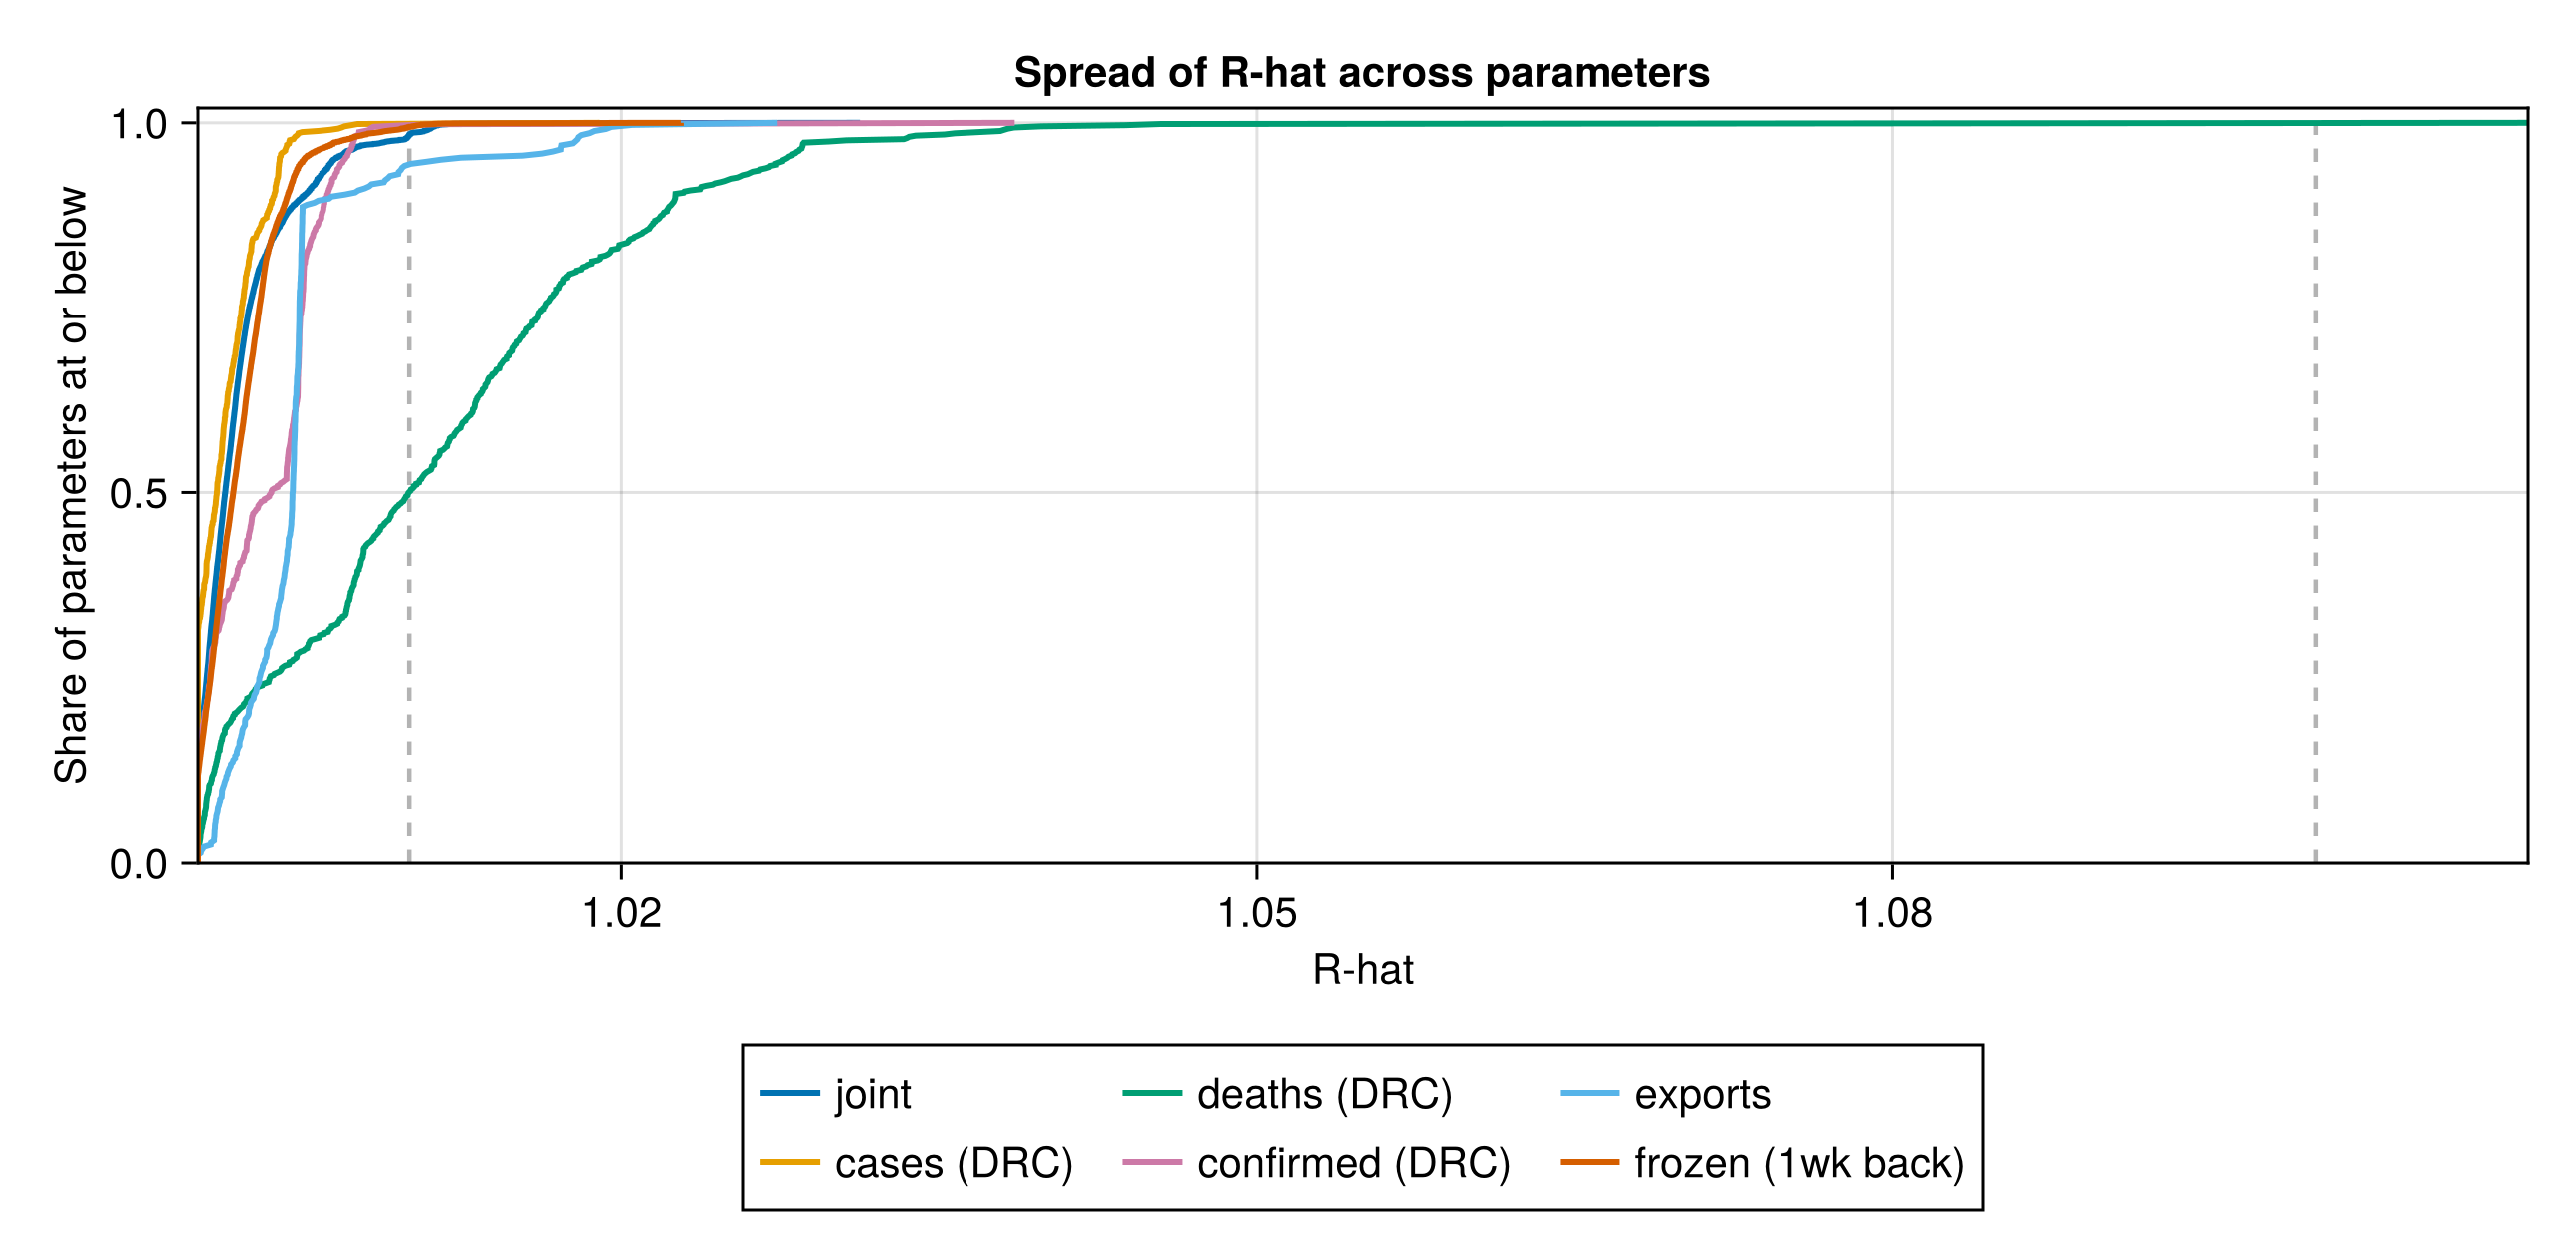 Spread of R-hat across parameters
Share of parameters at or below
1.0
0.5
0.0
1.02
1.05
1.08
R-hat
joint
deaths (DRC)
exports
cases (DRC)
confirmed (DRC)
frozen (1wk back)